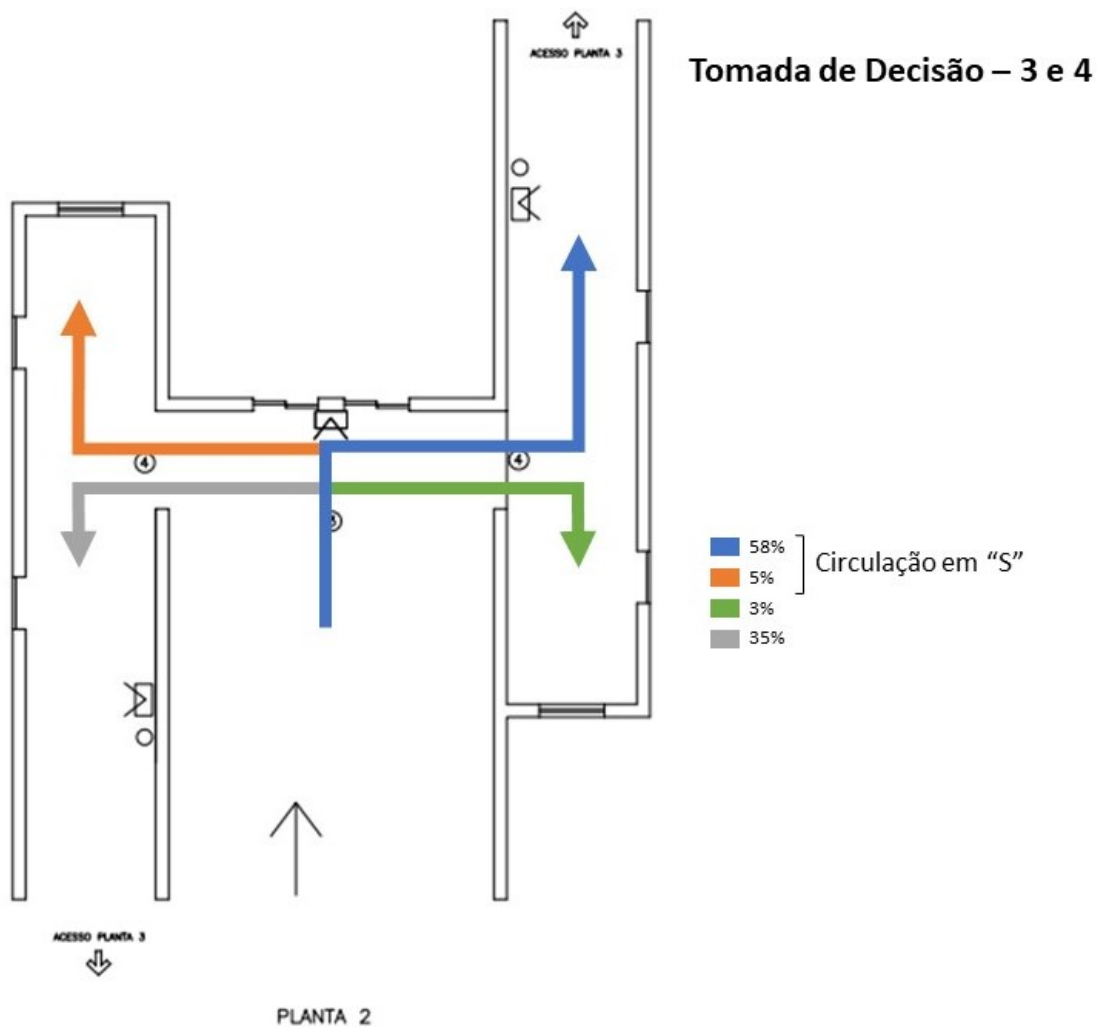 ACESSO PLANTA 3
Tomada de Decisão – 3 e 4
4
4
3
58%
5%
Circulação em “S”
3%
35%
ACESSO PLANTA 3
PLANTA 2